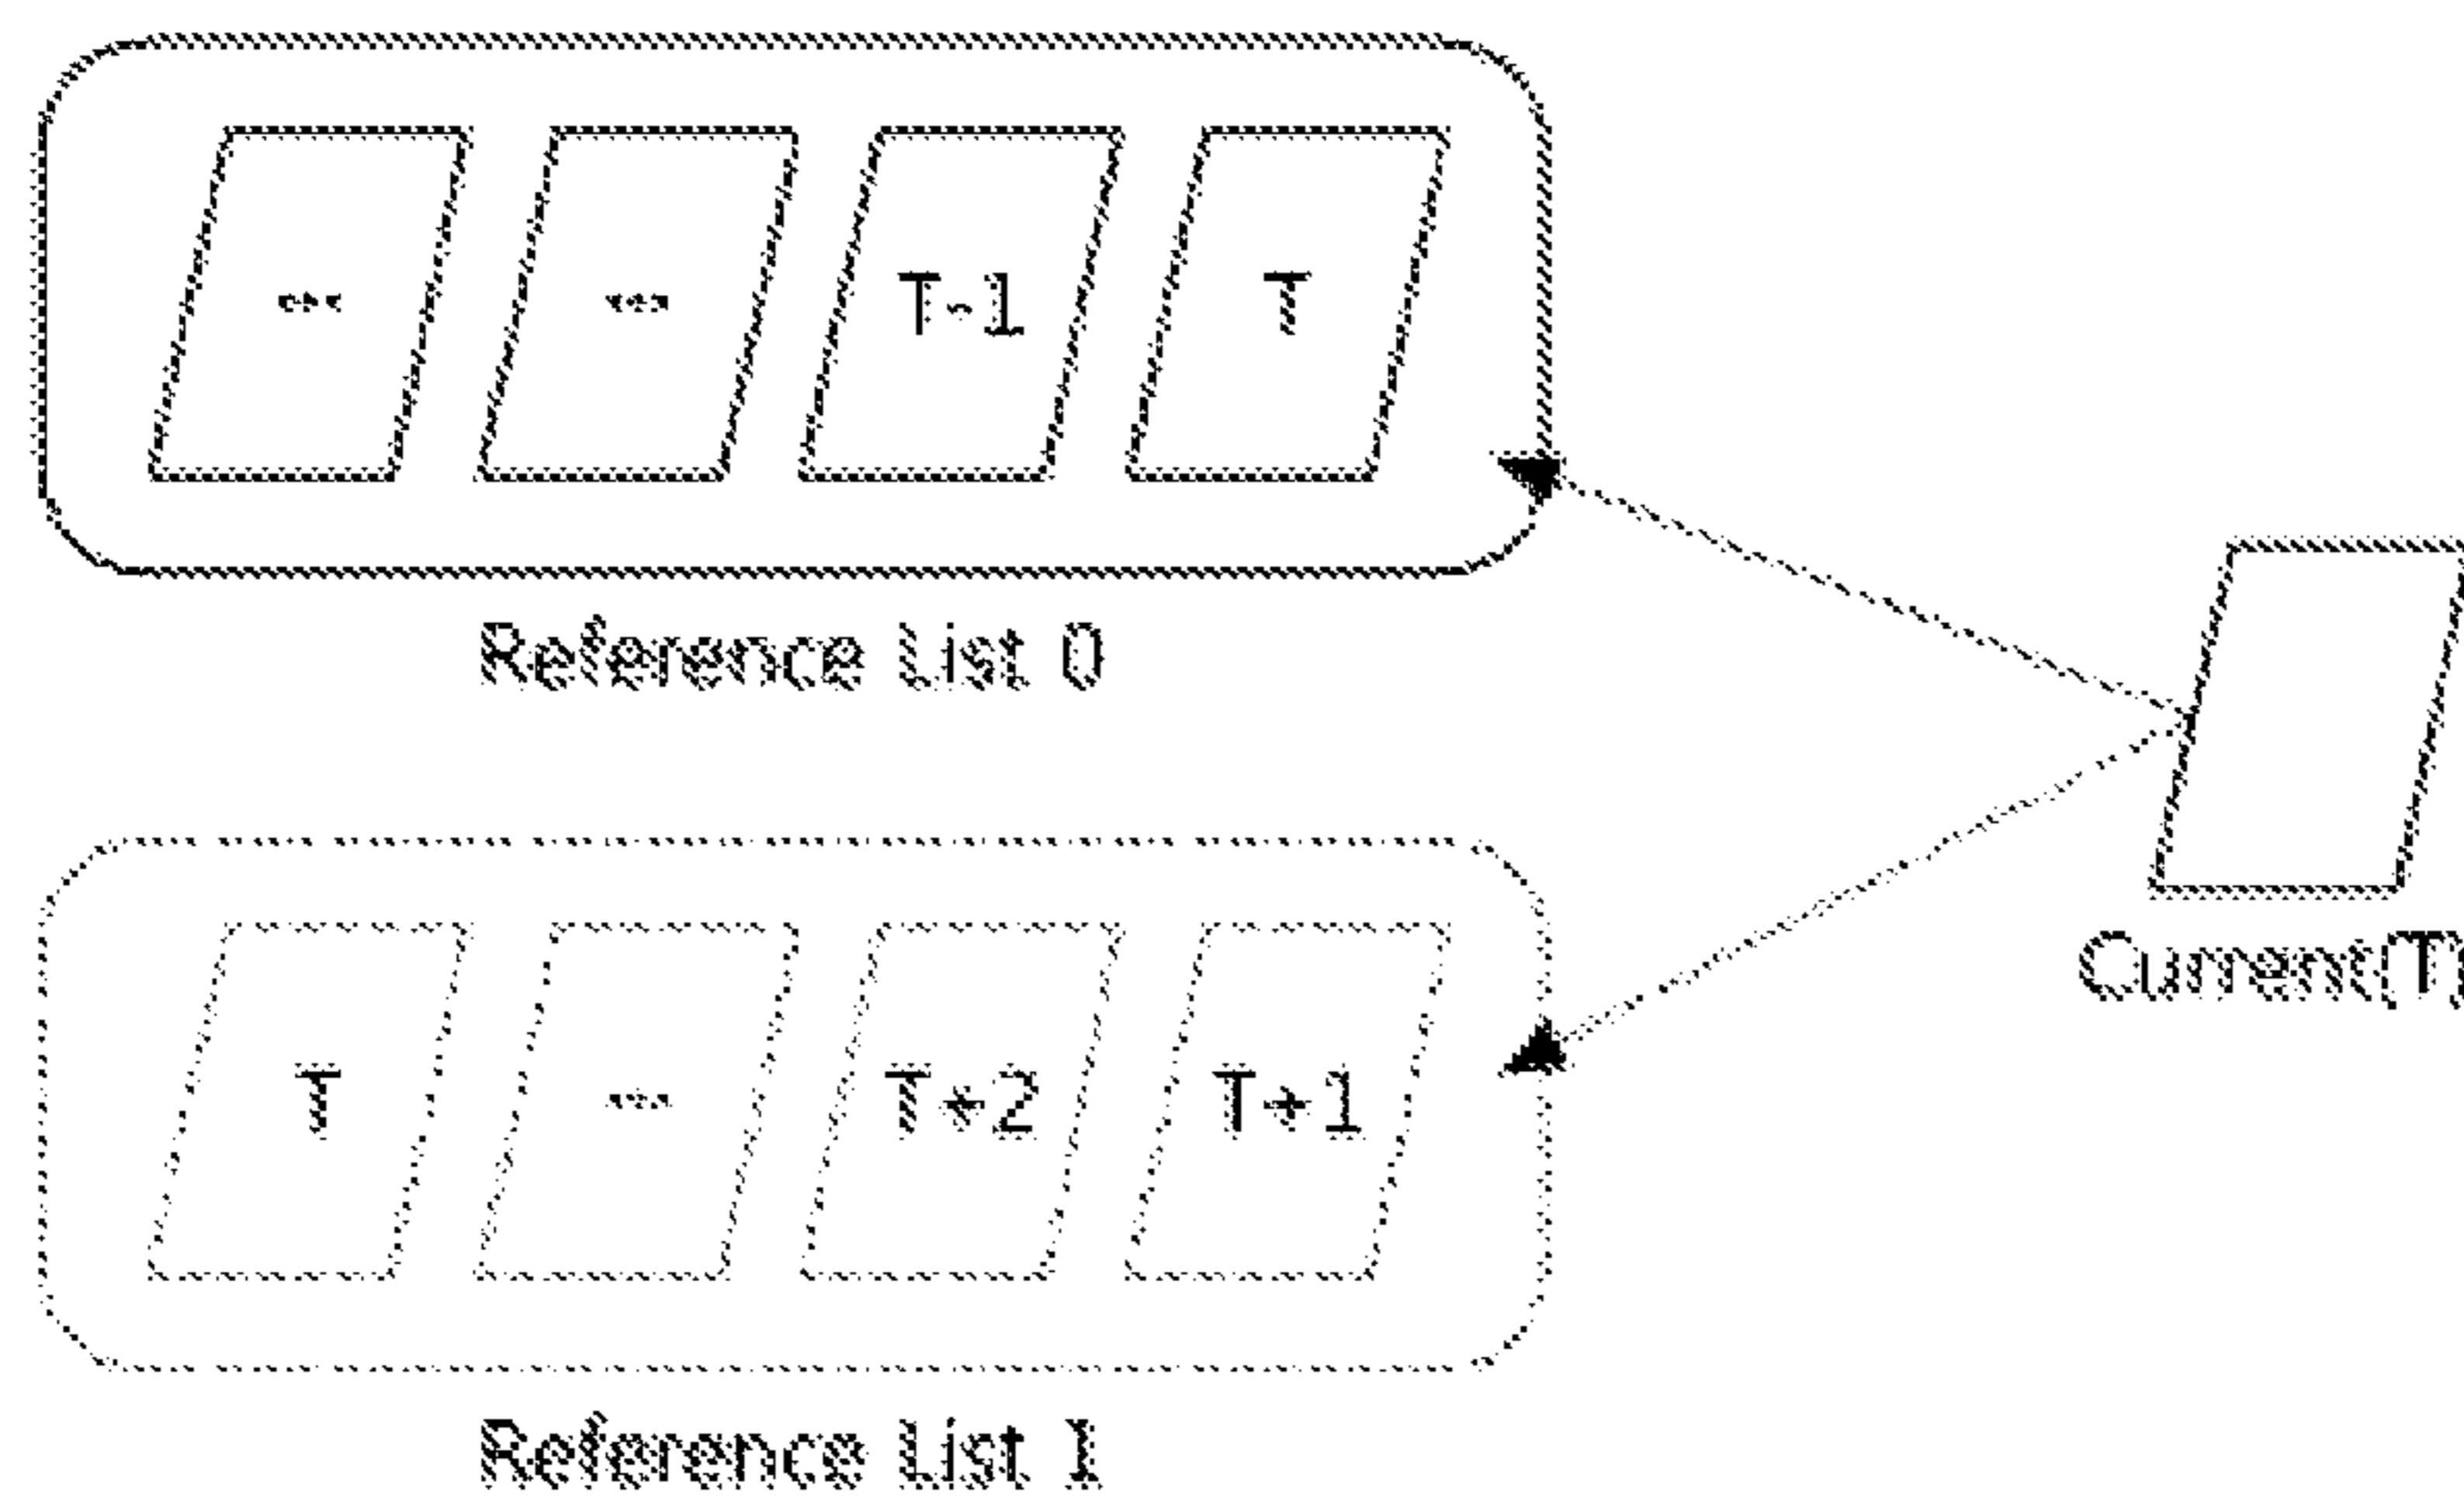 ... ... T-1 T
Reference List 0
Current(T)
T ... T+2 T+1
Reference List 1